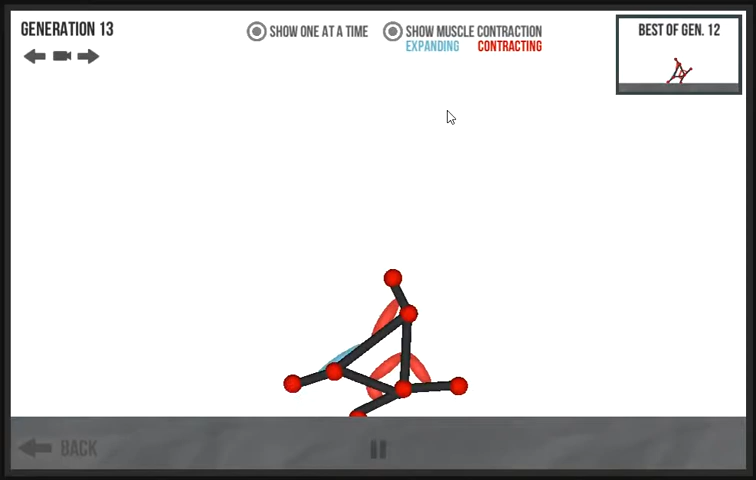 GENERATION 13
SHOW ONE AT A TIME
SHOW MUSCLE CONTRACTION
EXPANDING CONTRACTING
BEST OF GEN. 12
BACK